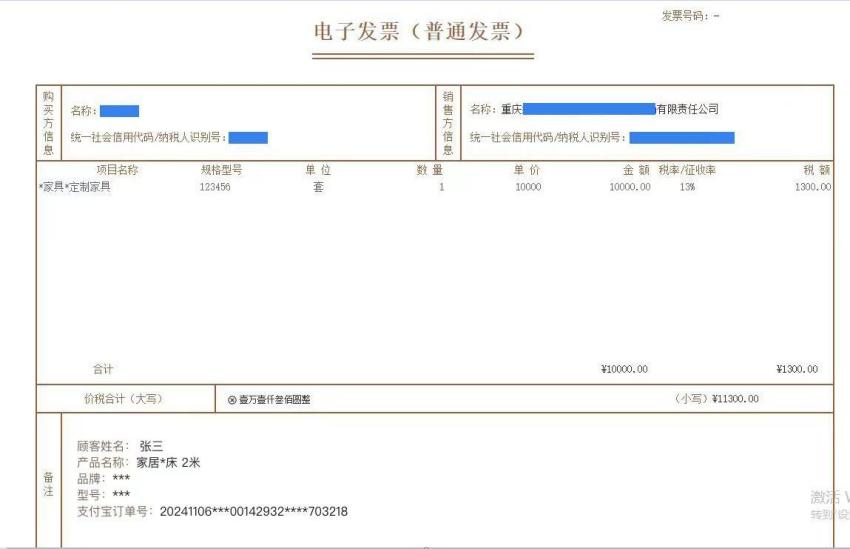 发票号码：-
电子发票（普通发票）
购买方信息
名称：
统一社会信用代码/纳税人识别号：
销售方信息
名称：重庆 有限责任公司
统一社会信用代码/纳税人识别号：
项目名称 规格型号 单位 数量 单价 金额 税率/征收率 税额
*家具*定制家具 123456 套 1 10000 10000.00 13% 1300.00
合计 ¥10000.00 ¥1300.00
价税合计（大写） ⊗壹万壹仟叁佰圆整 （小写）¥11300.00
备注
顾客姓名： 张三
产品名称：家居*床 2米
品牌：***
型号：***
支付宝订单号：20241106***00142932****703218
激活
转到"设